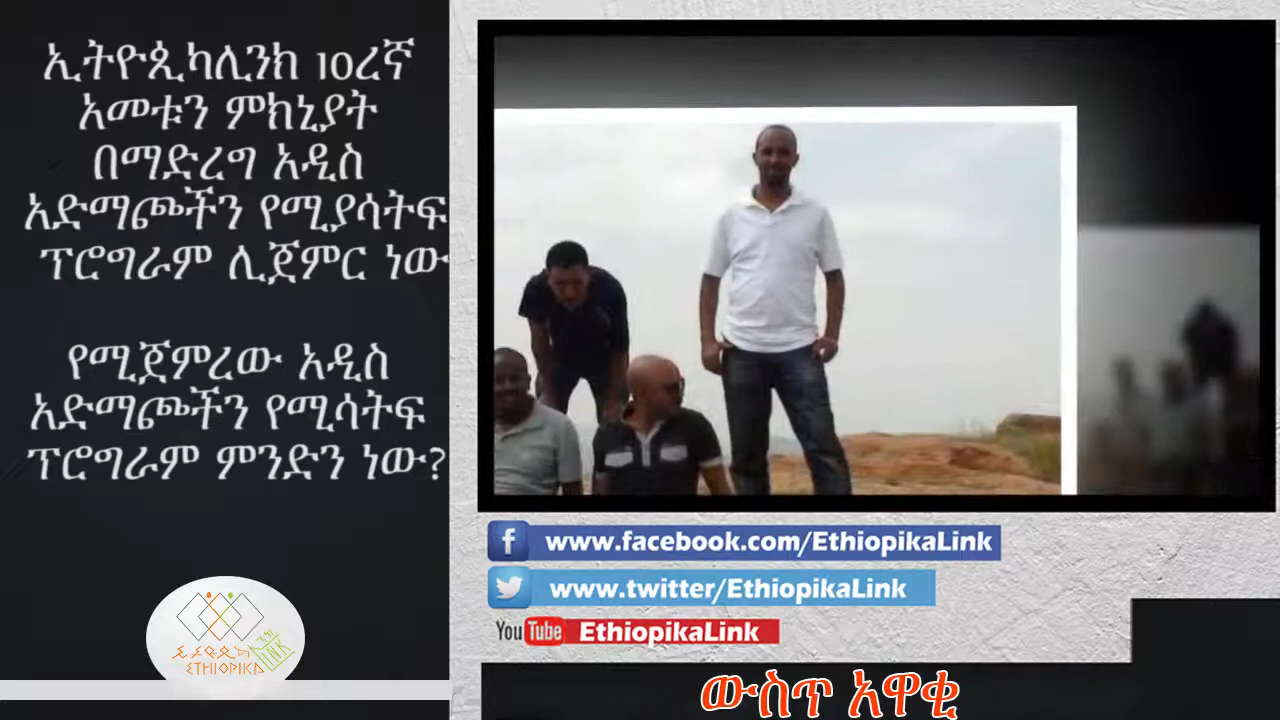 ኢትዮጲካሊንክ 10ረኛ
አመቱን ምክኒያት
በማድረግ አዲስ
አድማጮችን የሚያሳትፍ
ፕሮግራም ሊጀምር ነው
የሚጀምረው አዲስ
አድማጮችን የሚሳትፍ
ፕሮግራም ምንድን ነው?
ETHIOPIKA
LINK
www.facebook.com/EthiopikaLink
www.twitter/EthiopikaLink
YouTube EthiopikaLink
ውስጥ አዋቂ